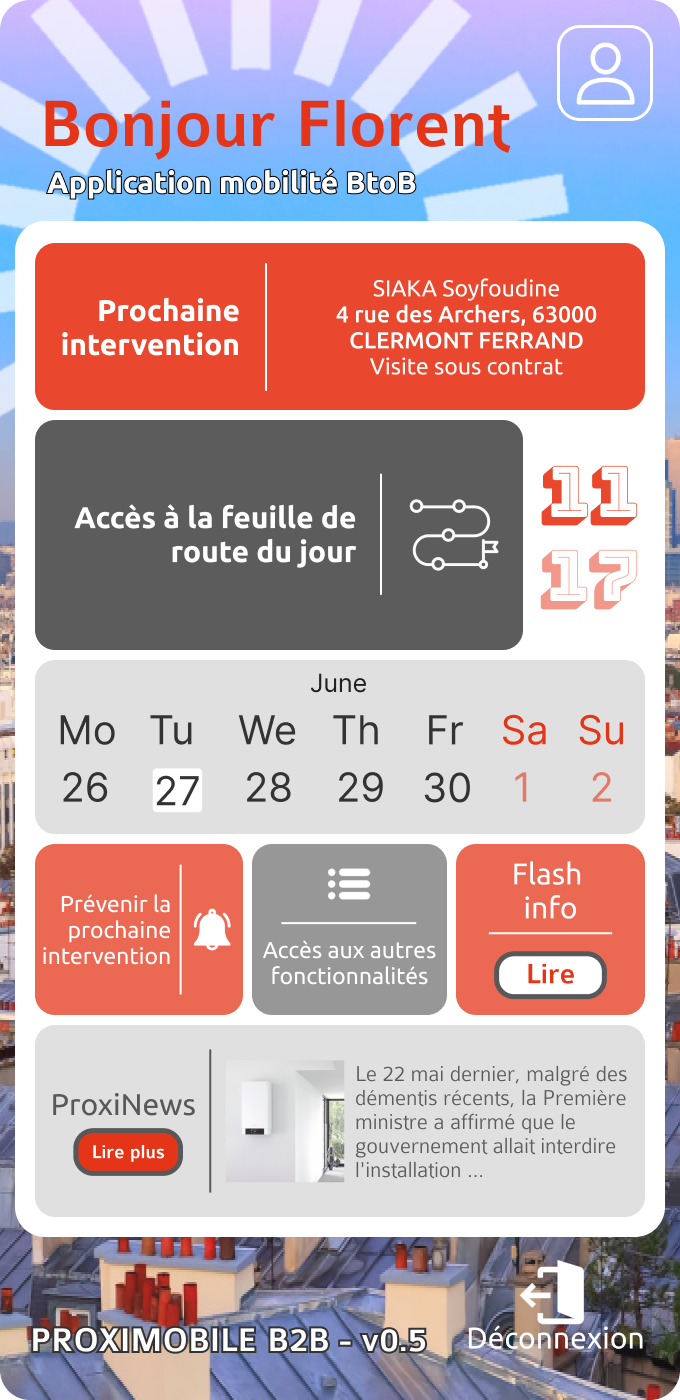 Bonjour Florent
Application mobilité BtoB
Prochaine
intervention
SIAKA Soyfoudine
4 rue des Archers, 63000
CLERMONT FERRAND
Visite sous contrat
Accès à la feuille de
route du jour
11
17
June
Mo Tu We Th Fr Sa Su
26 27 28 29 30 1 2
Prévenir la
prochaine
intervention
Accès aux autres
fonctionnalités
Flash
info
Lire
ProxiNews
Lire plus
Le 22 mai dernier, malgré des
démentis récents, la Première
ministre a affirmé que le
gouvernement allait interdire
l'installation ...
PROXIMOBILE B2B - v0.5
Déconnexion